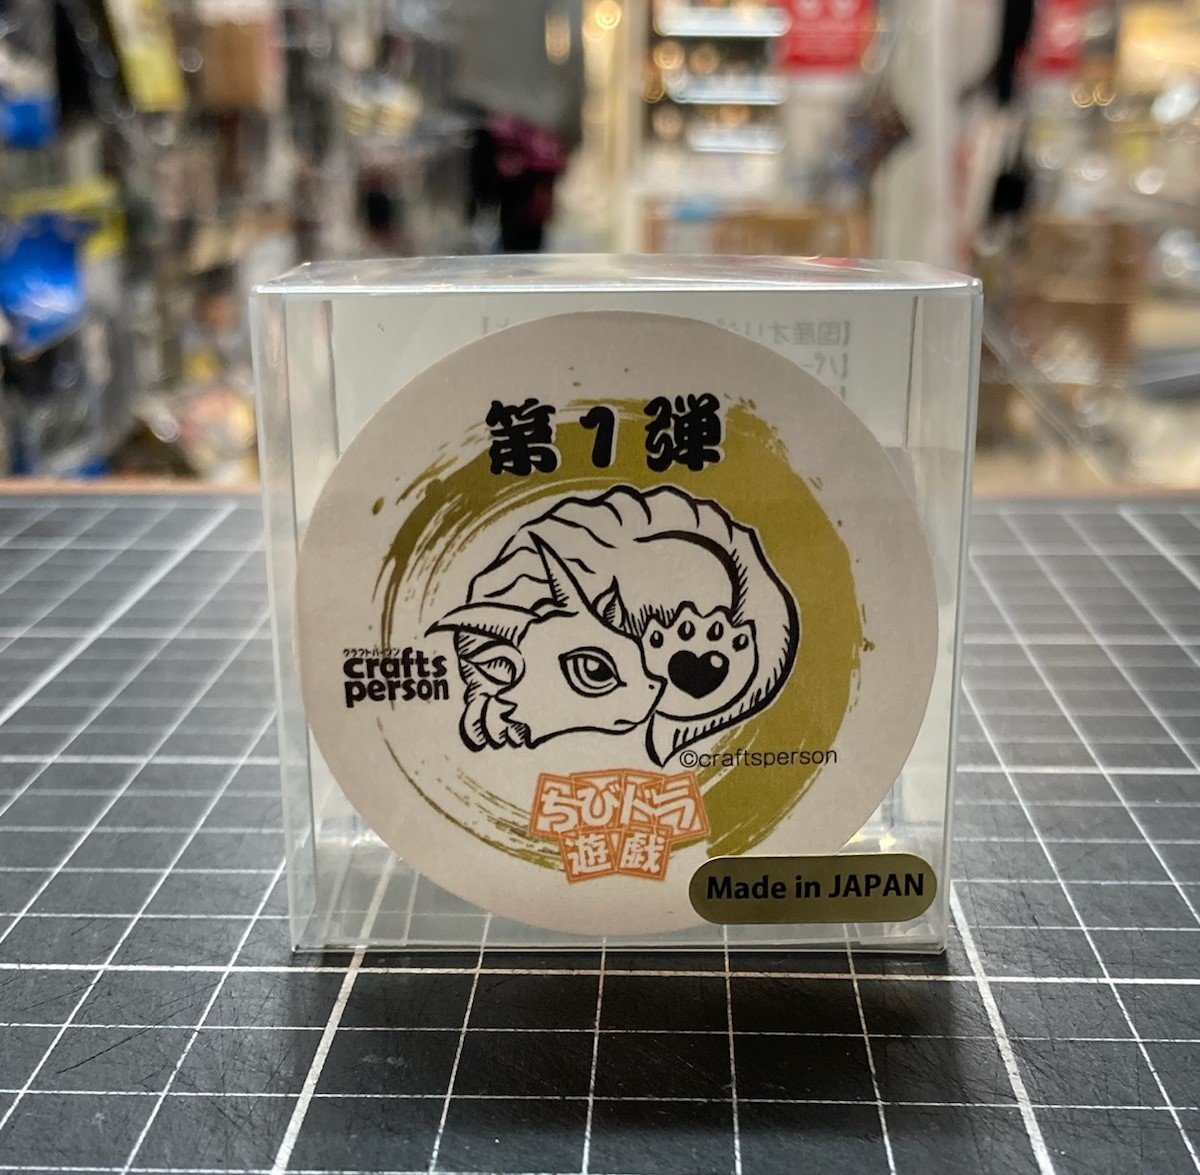 第1弾
クラフトパーソン
crafts
person
©craftsperson
ちびドラ
遊戯
Made in JAPAN